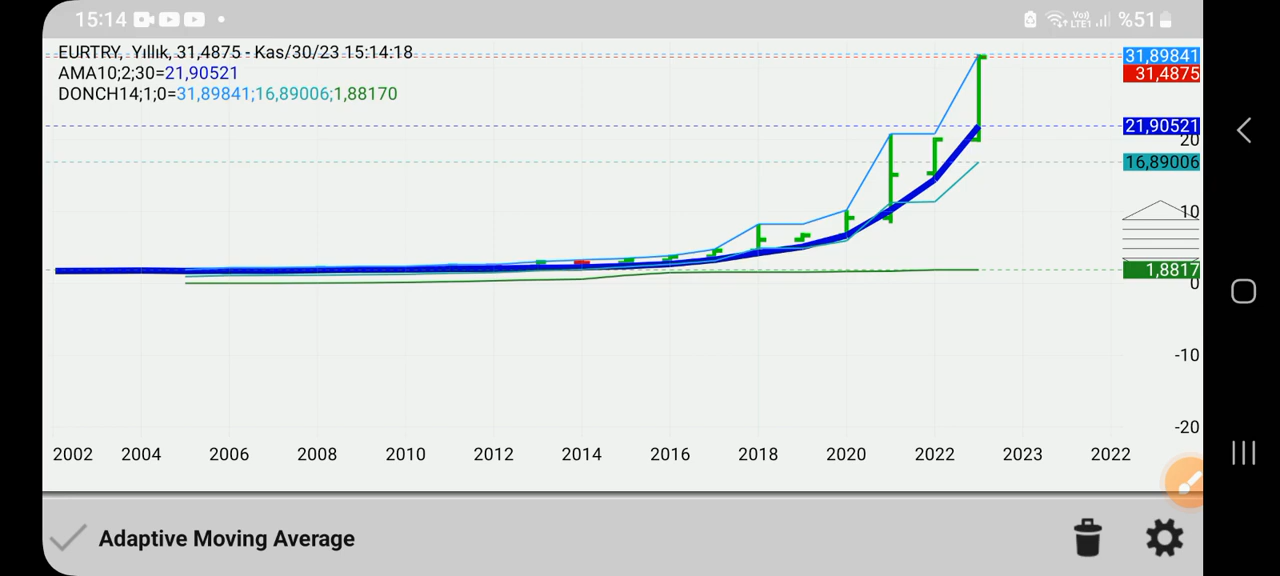 15:14 Vo)) LTE1 %51
EURTRY, Yıllık, 31,4875 - Kas/30/23 15:14:18
AMA10;2;30=21,90521
DONCH14;1;0=31,89841;16,89006;1,88170
31,89841
31,4875
21,90521
20
16,89006
10
1,8817
0
-10
-20
2002 2004 2006 2008 2010 2012 2014 2016 2018 2020 2022 2023 2022
Adaptive Moving Average